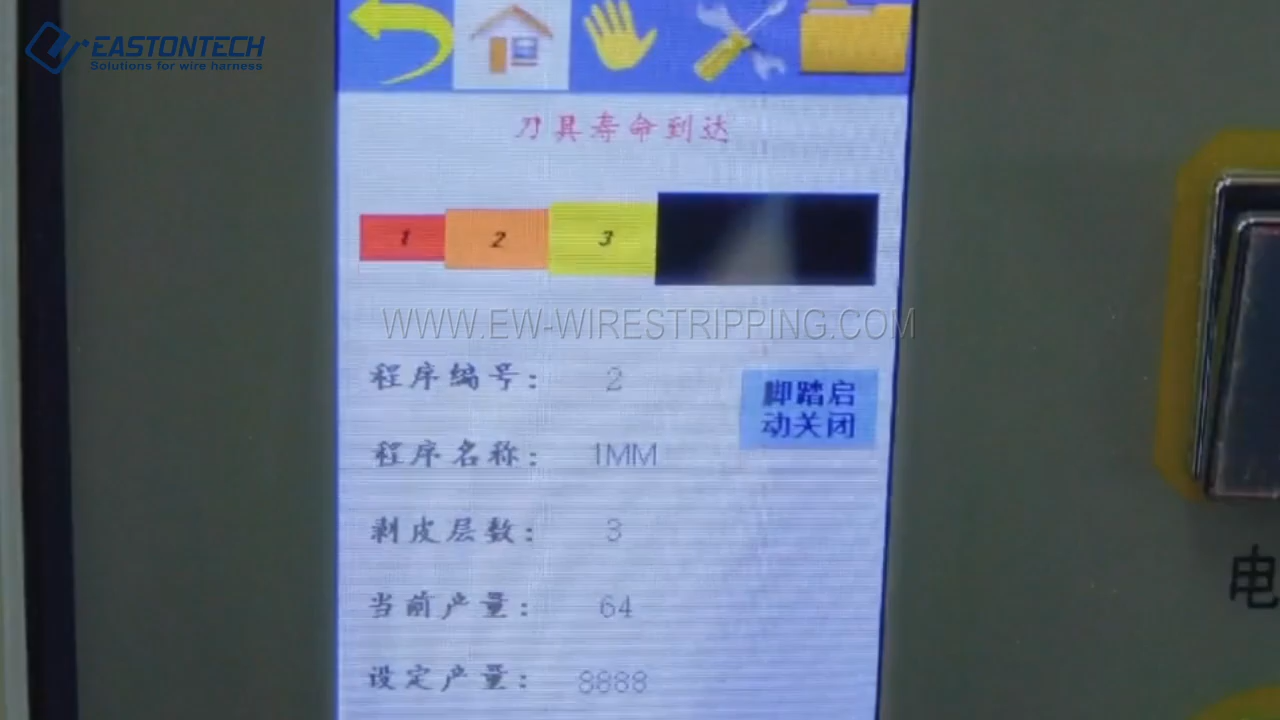 EASTONTECH
Solutions for wire harness
刀具寿命到达
1 2 3
WWW.EW-WIRESTRIPPING.COM
程序编号: 2
脚踏启
动关闭
程序名称: 1MM
剥皮层数: 3
当前产量: 64
设定产量: 8888
电